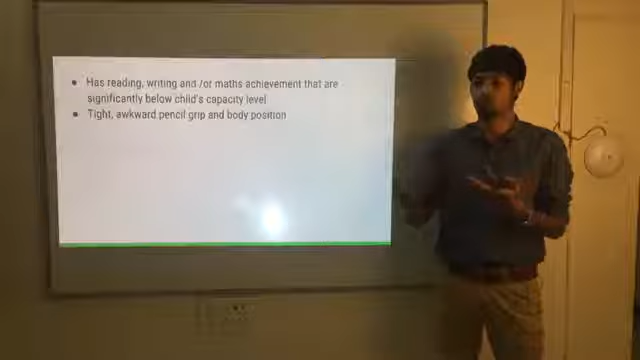 ● Has reading, writing and /or maths achievement that are
significantly below child's capacity level
● Tight, awkward pencil grip and body position